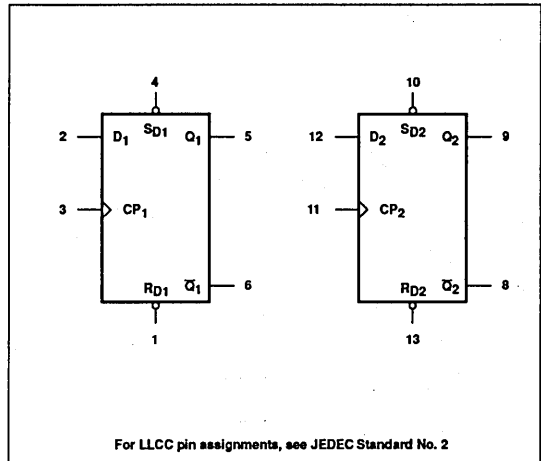 4 10
2 D1 SD1 Q1 5 12 D2 SD2 Q2 9
3 CP1 11 CP2
RD1 Q̅1 6 RD2 Q̅2 8
1 13
For LLCC pin assignments, see JEDEC Standard No. 2